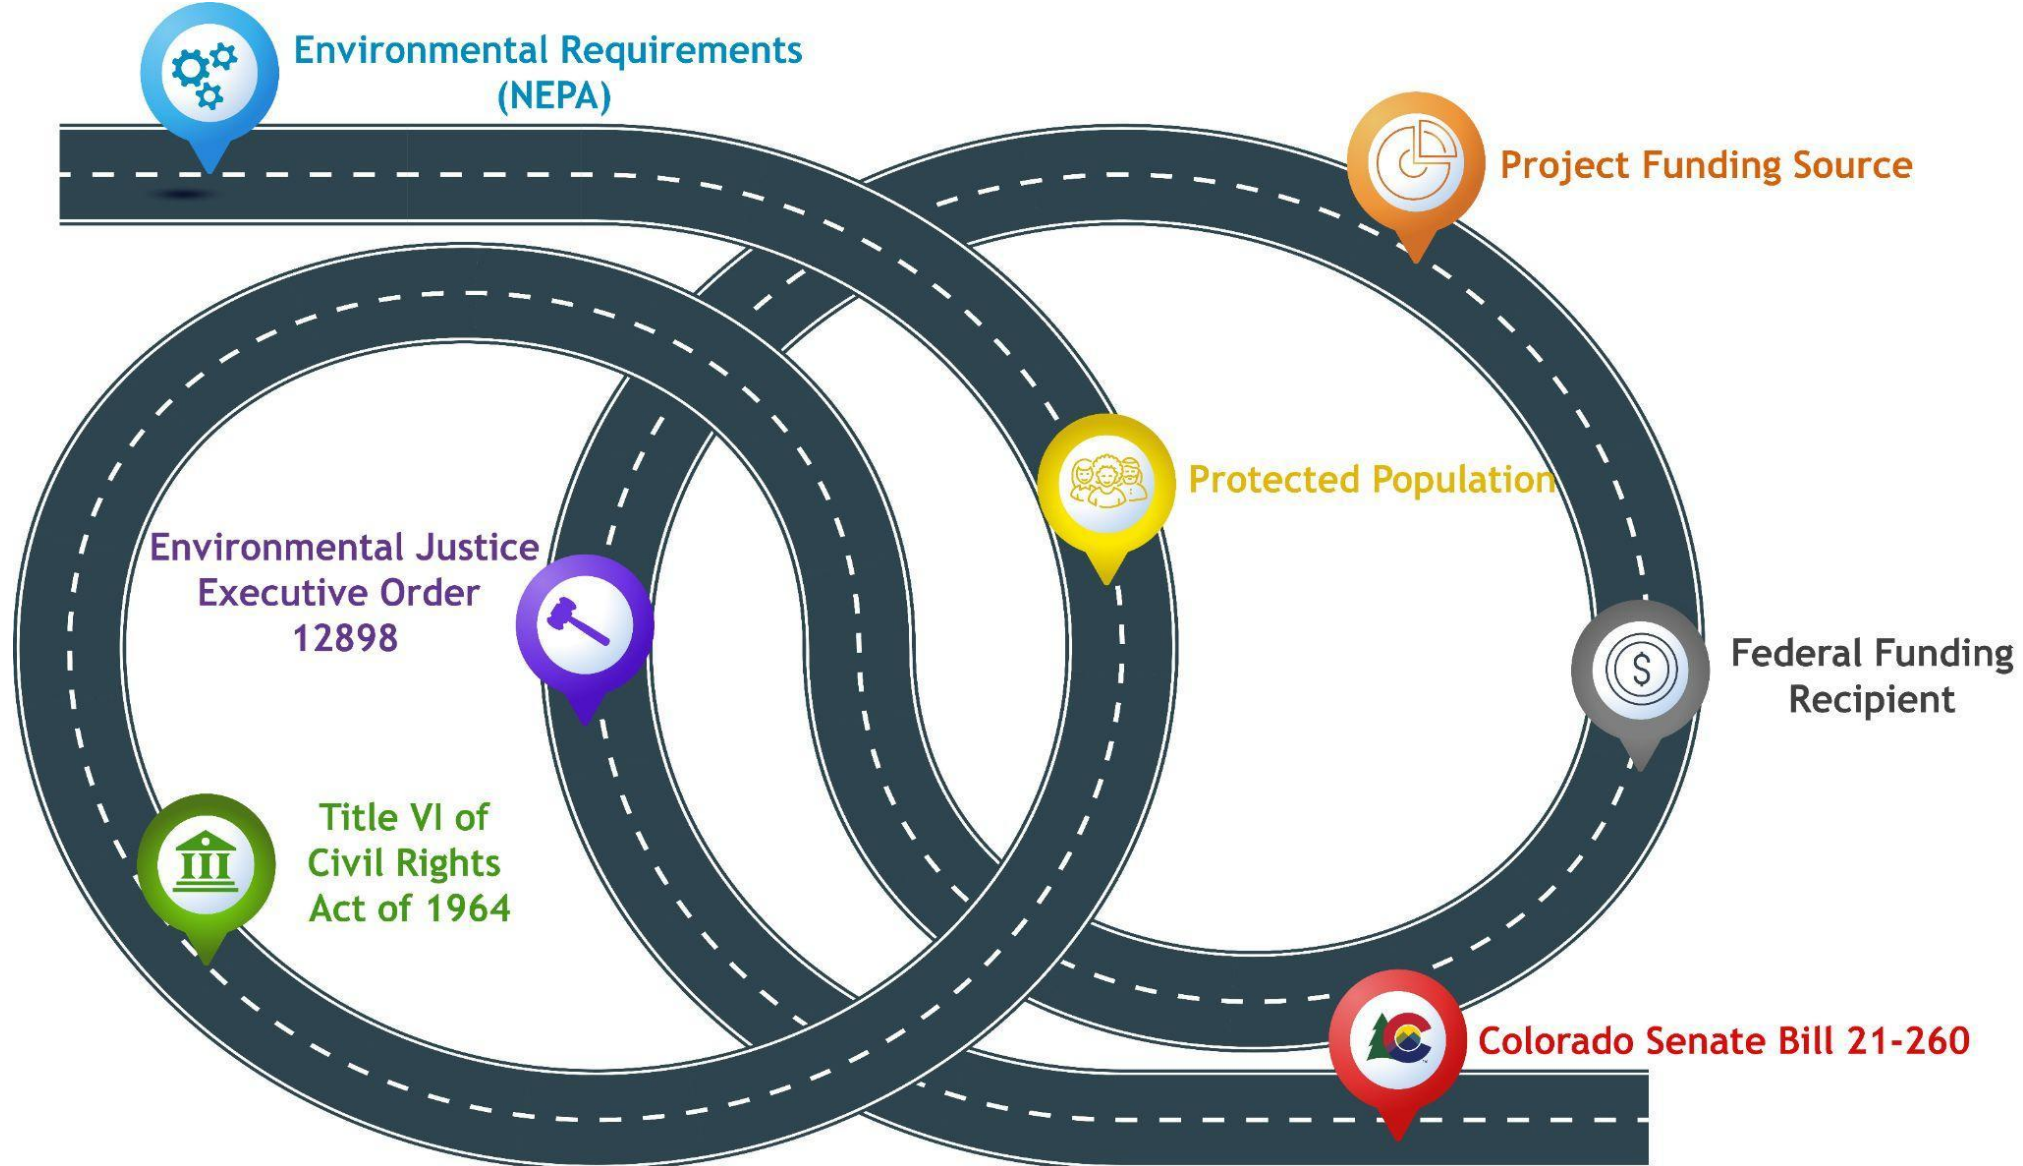 Environmental Requirements
(NEPA)
Project Funding Source
Protected Population
Environmental Justice
Executive Order
12898
$
Federal Funding
Recipient
Title VI of
Civil Rights
Act of 1964
Colorado Senate Bill 21-260